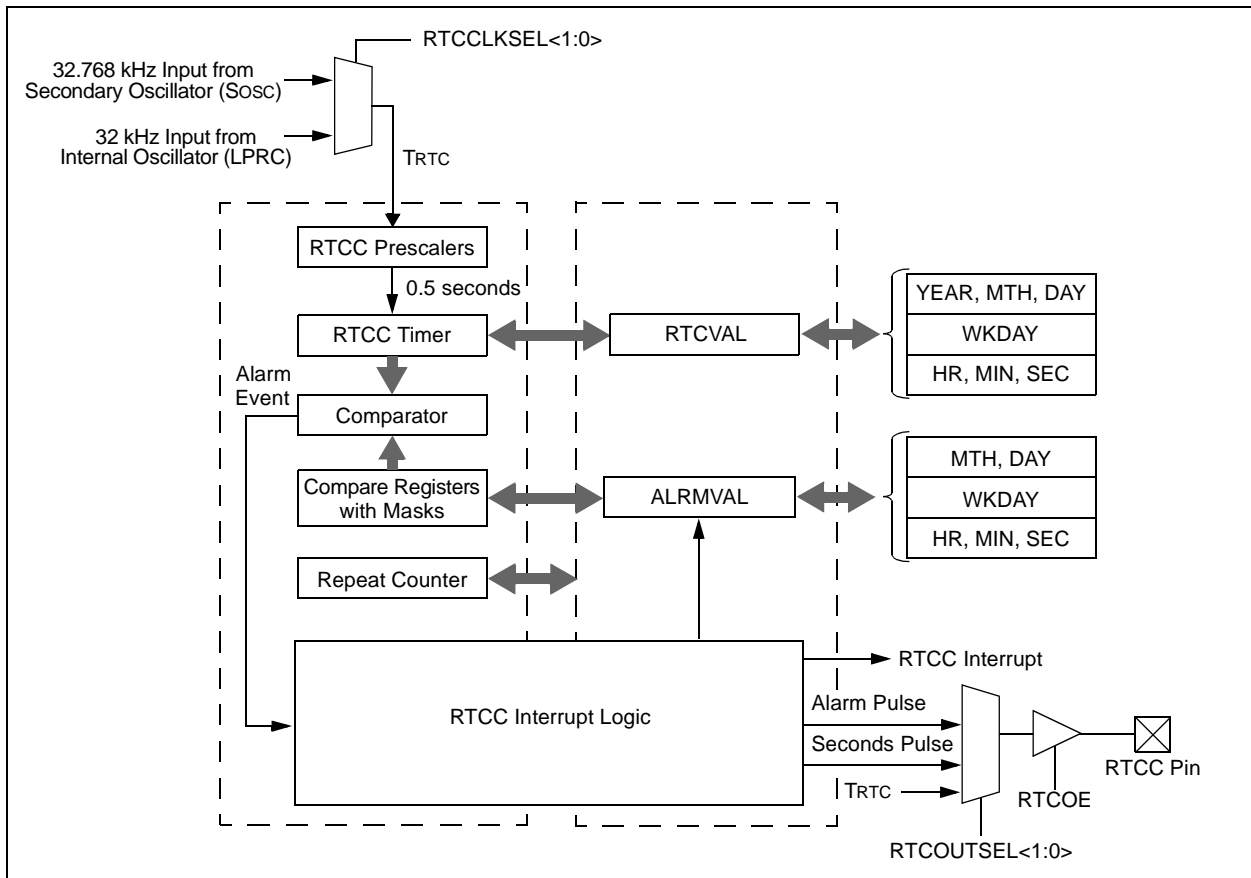 RTCCLKSEL<1:0>
32.768 kHz Input from
Secondary Oscillator (SOSC)
32 kHz Input from
Internal Oscillator (LPRC)
TRTC
RTCC Prescalers
0.5 seconds
RTCC Timer
RTCVAL
YEAR, MTH, DAY
WKDAY
HR, MIN, SEC
Alarm
Event
Comparator
Compare Registers
with Masks
ALRMVAL
MTH, DAY
WKDAY
HR, MIN, SEC
Repeat Counter
RTCC Interrupt Logic
RTCC Interrupt
Alarm Pulse
Seconds Pulse
TRTC
RTCC Pin
RTCOE
RTCOUTSEL<1:0>